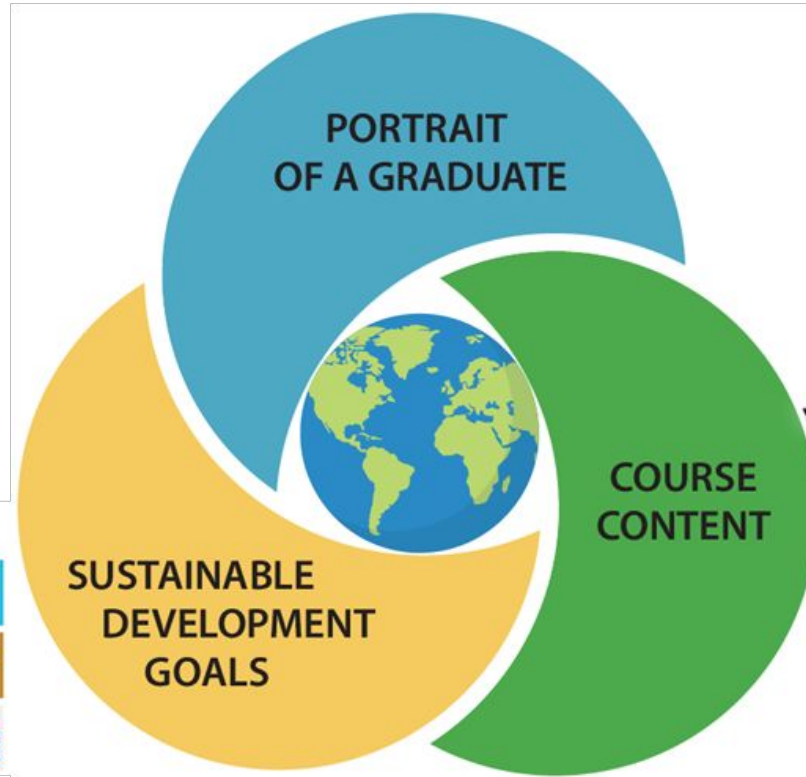 PORTRAIT
OF A GRADUATE
COURSE
CONTENT
SUSTAINABLE
DEVELOPMENT
GOALS